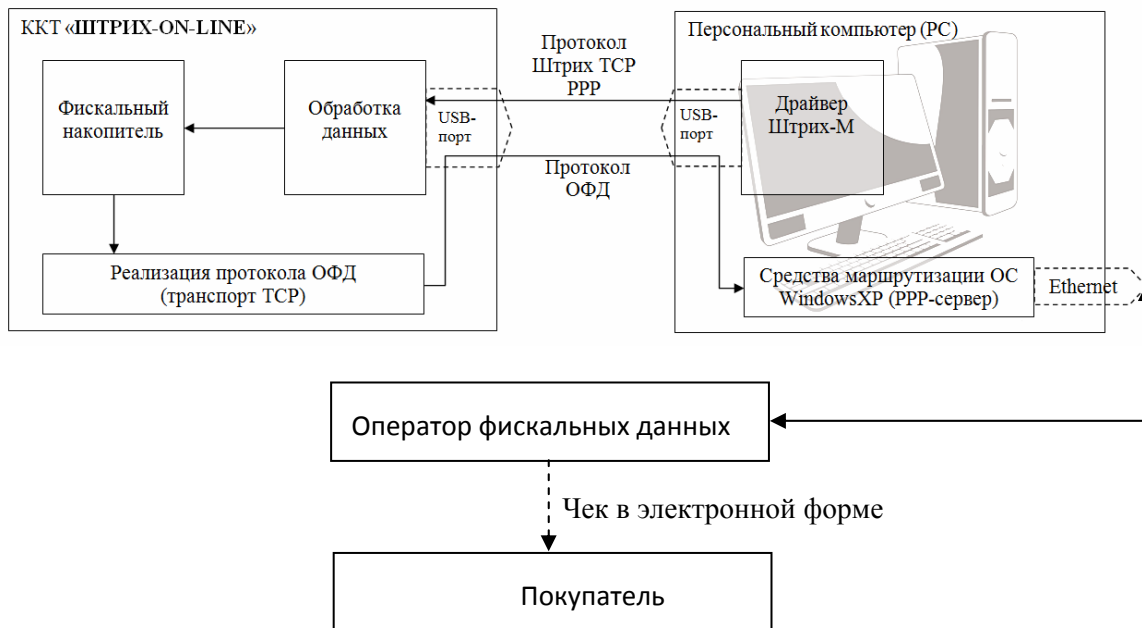 ККТ «ШТРИХ-ON-LINE»
Фискальный
накопитель
Обработка
данных
USB-
порт
Реализация протокола ОФД
(транспорт TCP)
Протокол
Штрих TCP
PPP
Протокол
ОФД
Персональный компьютер (PC)
USB-
порт
Драйвер
Штрих-М
Средства маршрутизации ОС
WindowsXP (PPP-сервер)
Ethernet
Оператор фискальных данных
Чек в электронной форме
Покупатель